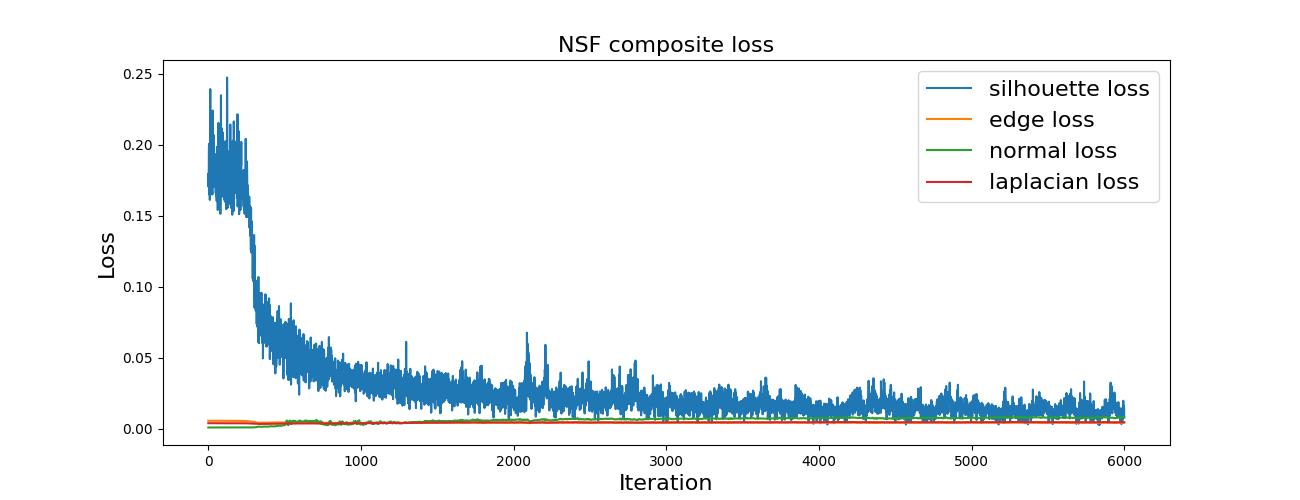 NSF composite loss
Loss
0.25
0.20
0.15
0.10
0.05
0.00
silhouette loss
edge loss
normal loss
laplacian loss
0 1000 2000 3000 4000 5000 6000
Iteration